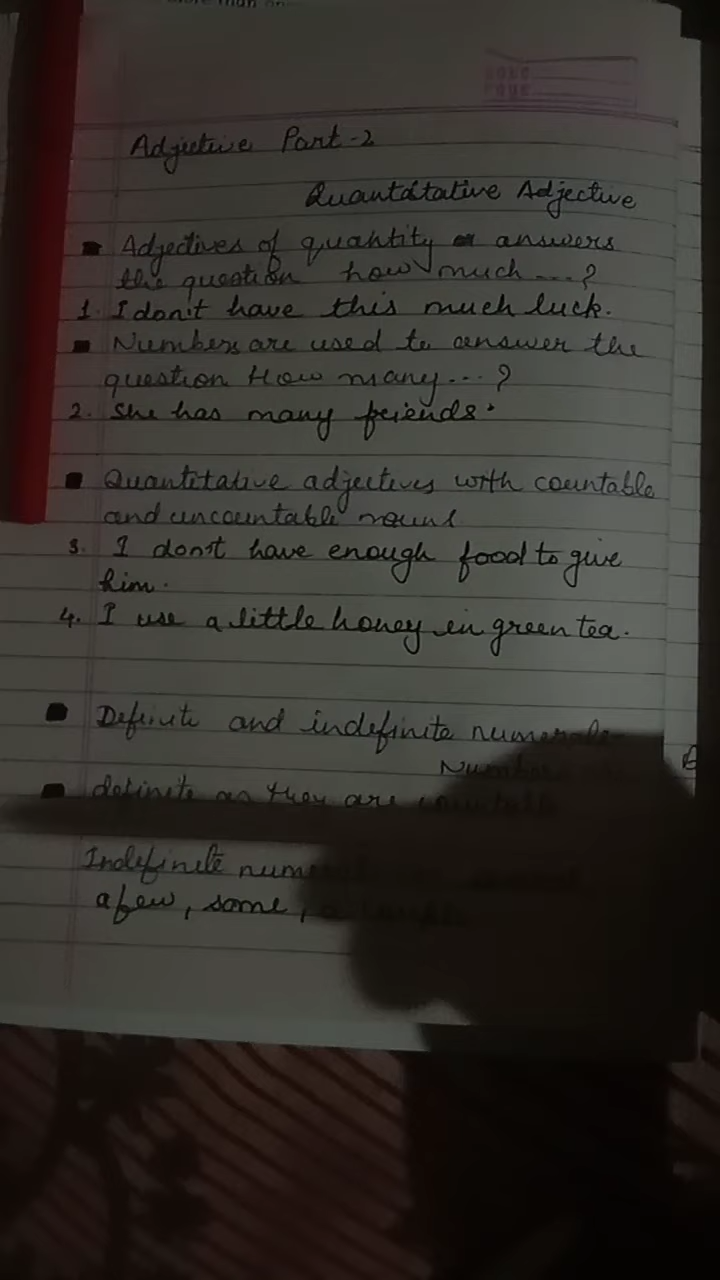 more than
Adjective Part-2
Quantitative Adjective
Adjectives of quantity answers
the question how much ...?
1. I don't have this much luck.
Numbers are used to answer the
question How many ... ?
2. She has many friends.
Quantitative adjectives with countable
and uncountable nouns
3. I don't have enough food to give
him.
4. I use a little honey in green tea.
Definite and indefinite
definite as they are
Indefinite
a few, some,